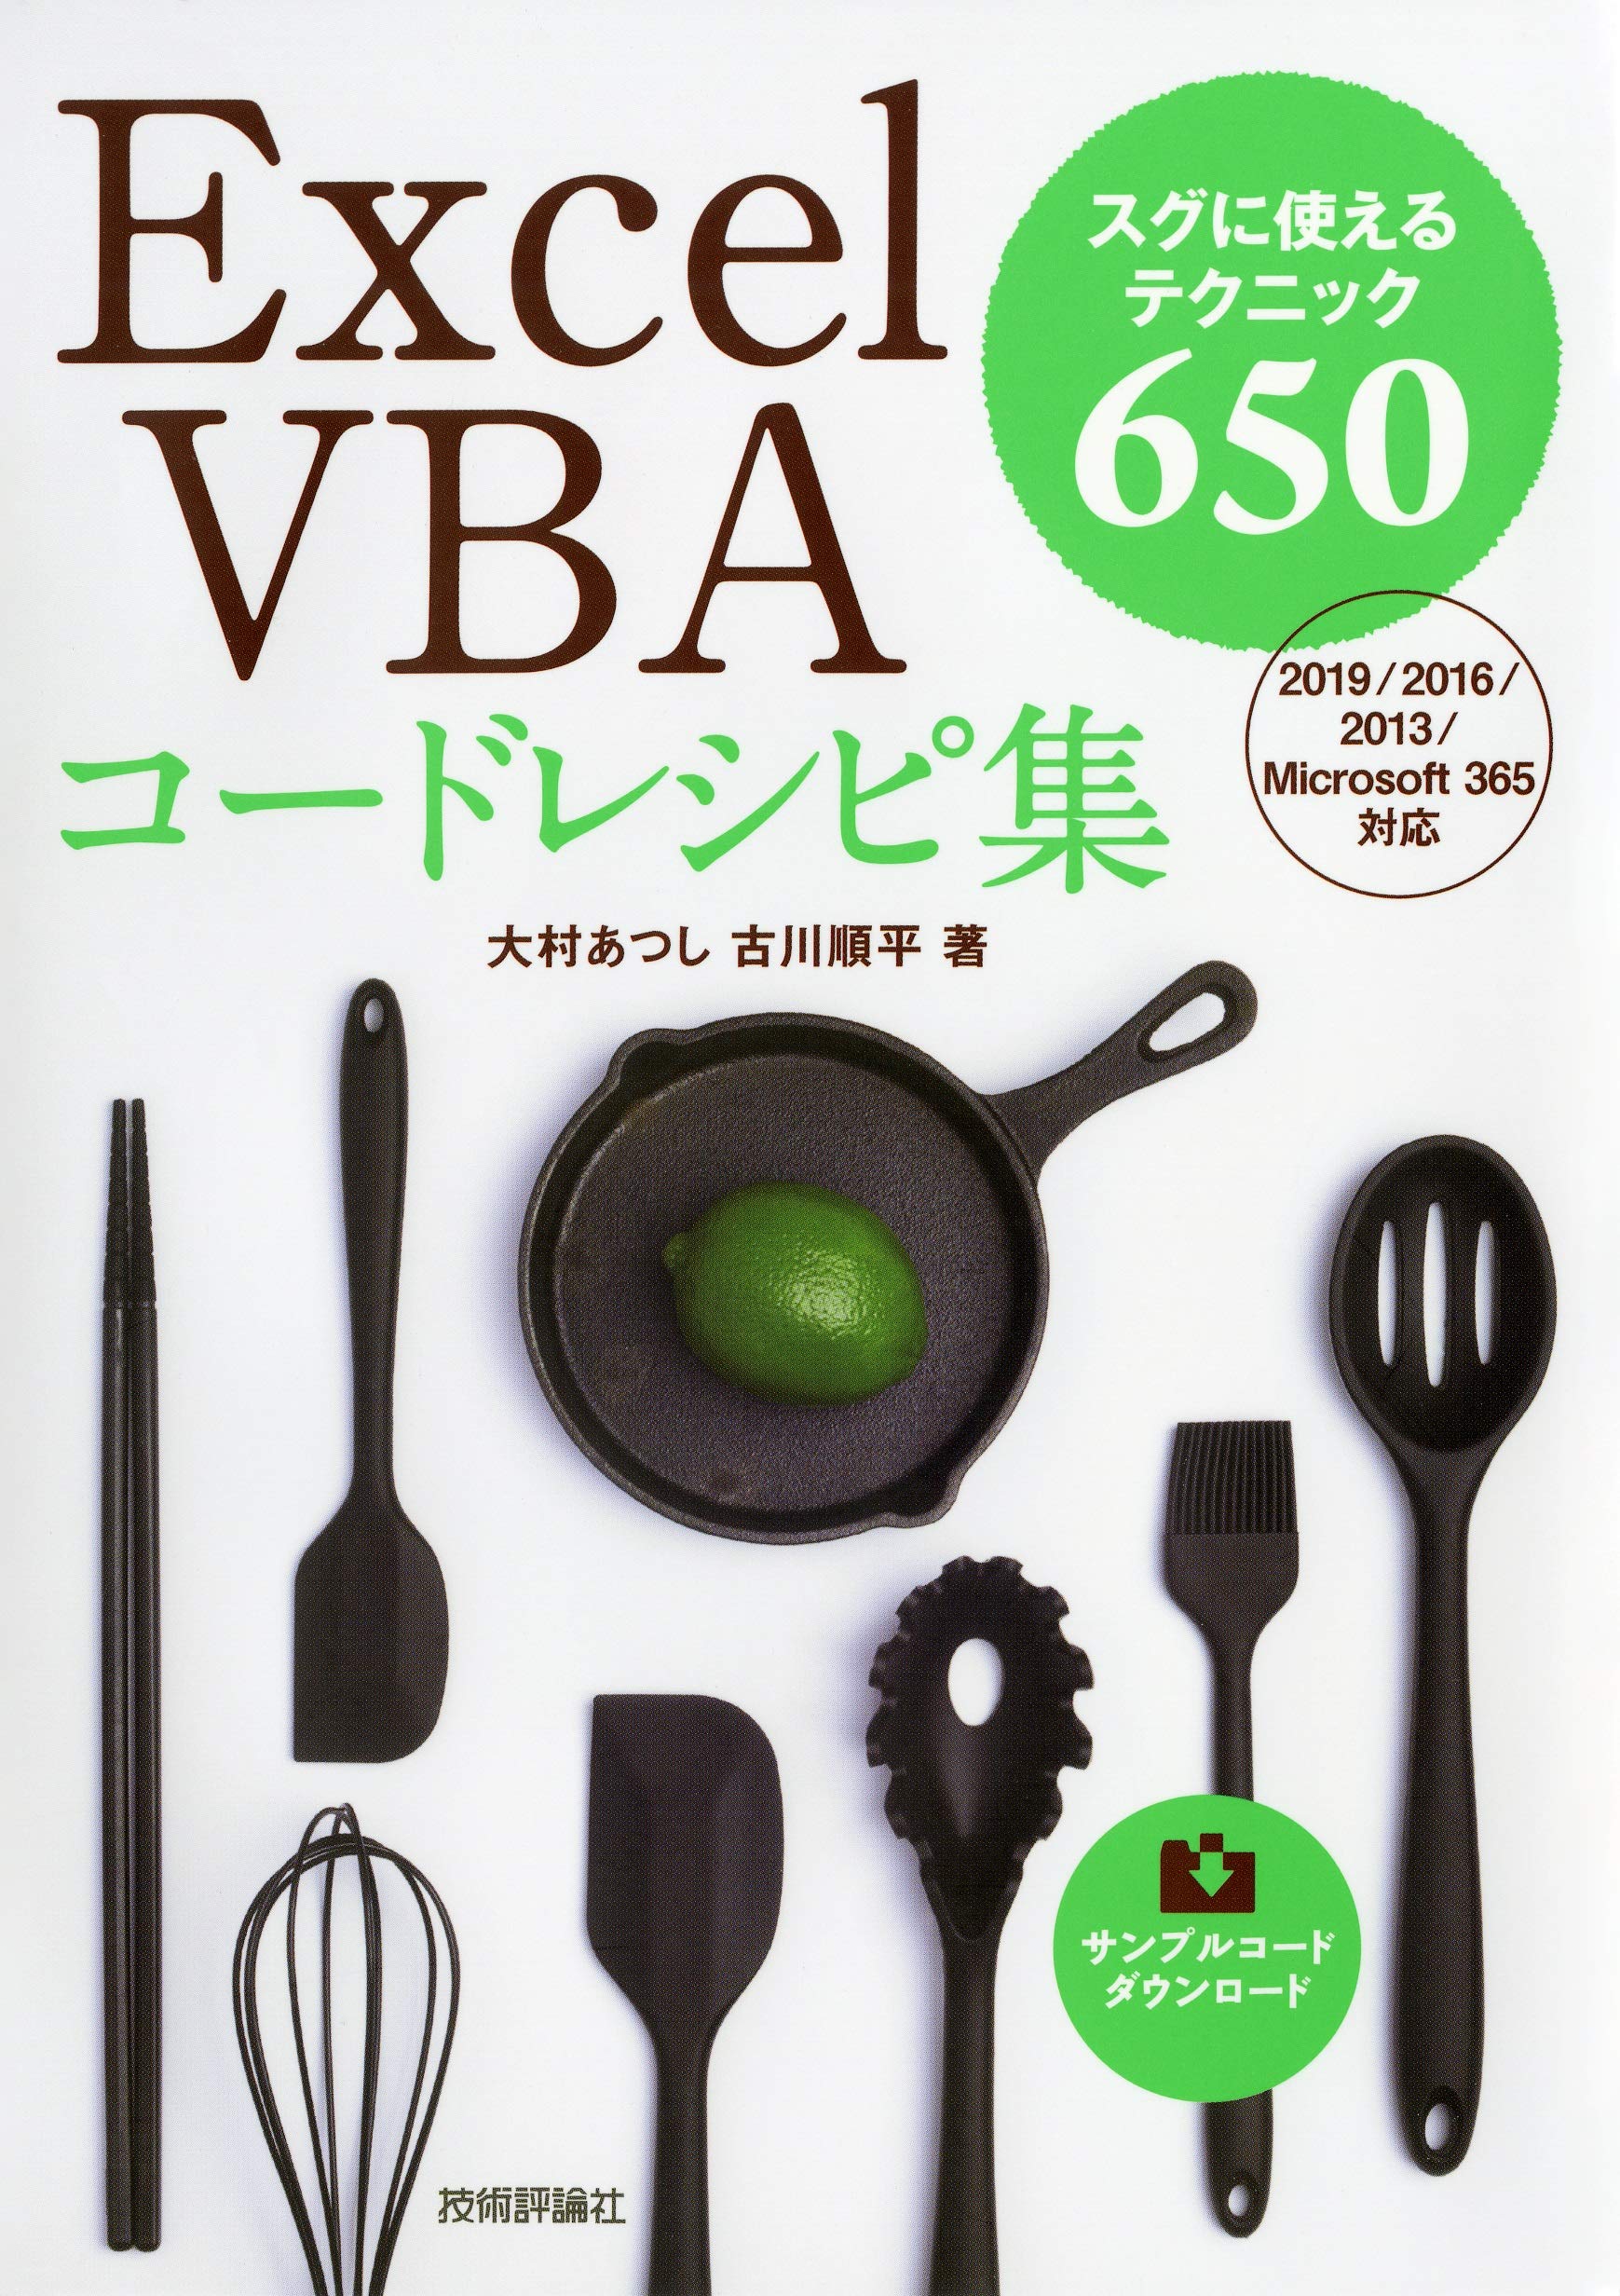 Excel
VBA
コードレシピ集
スグに使える
テクニック
650
2019/2016/
2013/
Microsoft 365
対応
大村あつし 古川順平 著
サンプルコード
ダウンロード
技術評論社